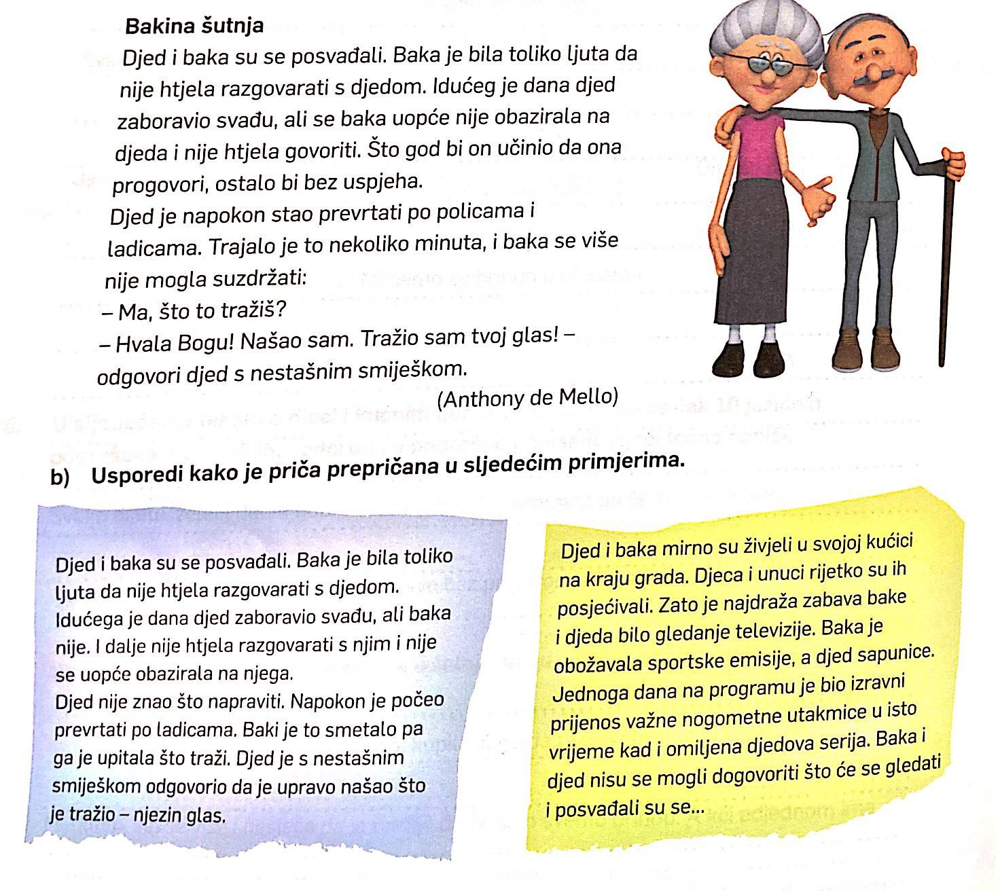 Bakina šutnja
Djed i baka su se posvađali. Baka je bila toliko ljuta da
nije htjela razgovarati s djedom. Idućeg je dana djed
zaboravio svađu, ali se baka uopće nije obazirala na
djeda i nije htjela govoriti. Što god bi on učinio da ona
progovori, ostalo bi bez uspjeha.
Djed je napokon stao prevrtati po policama i
ladicama. Trajalo je to nekoliko minuta, i baka se više
nije mogla suzdržati:
– Ma, što to tražiš?
– Hvala Bogu! Našao sam. Tražio sam tvoj glas! –
odgovori djed s nestašnim smiješkom.
(Anthony de Mello)
b) Usporedi kako je priča prepričana u sljedećim primjerima.
Djed i baka su se posvađali. Baka je bila toliko
ljuta da nije htjela razgovarati s djedom.
Idućega je dana djed zaboravio svađu, ali baka
nije. I dalje nije htjela razgovarati s njim i nije
se uopće obazirala na njega.
Djed nije znao što napraviti. Napokon je počeo
prevrtati po ladicama. Baki je to smetalo pa
ga je upitala što traži. Djed je s nestašnim
smiješkom odgovorio da je upravo našao što
je tražio – njezin glas.
Djed i baka mirno su živjeli u svojoj kućici
na kraju grada. Djeca i unuci rijetko su ih
posjećivali. Zato je najdraža zabava bake
i djeda bilo gledanje televizije. Baka je
obožavala sportske emisije, a djed sapunice.
Jednoga dana na programu je bio izravni
prijenos važne nogometne utakmice u isto
vrijeme kad i omiljena djedova serija. Baka i
djed nisu se mogli dogovoriti što će se gledati
i posvađali su se...